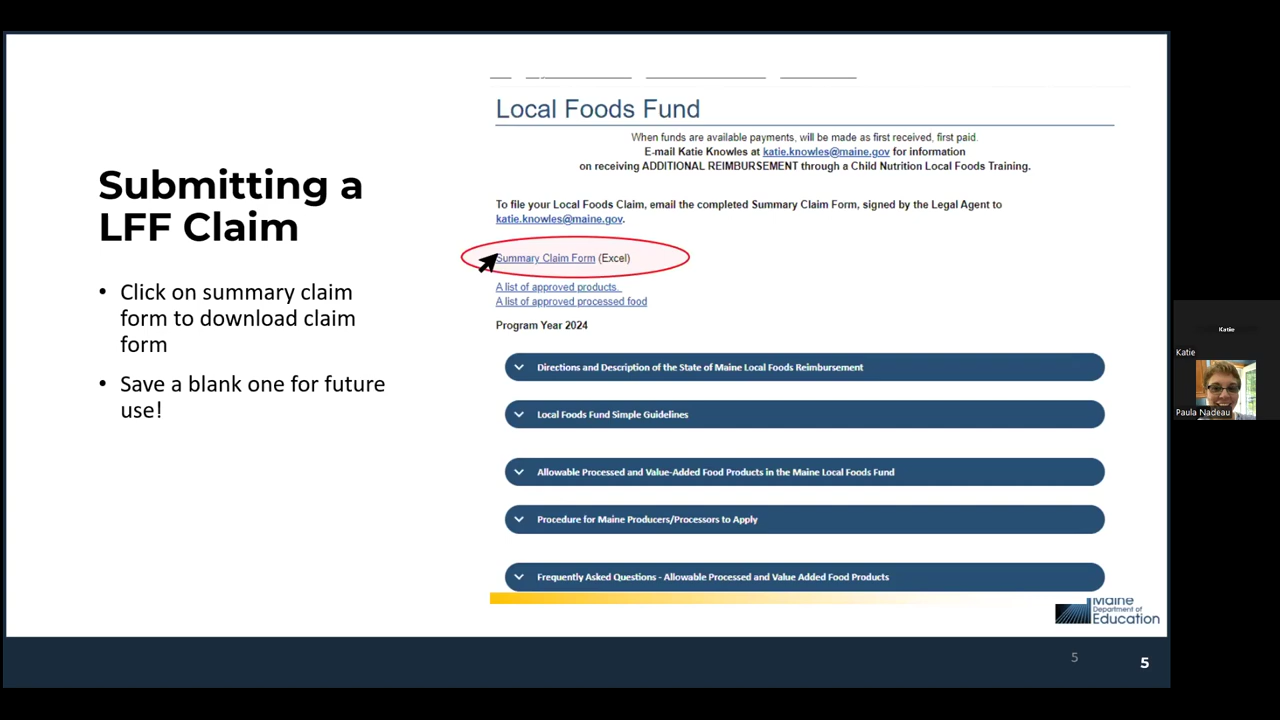 Submitting a
LFF Claim
• Click on summary claim
form to download claim
form
• Save a blank one for future
use!
Local Foods Fund
When funds are available payments, will be made as first received, first paid.
E-mail Katie Knowles at katie.knowles@maine.gov for information
on receiving ADDITIONAL REIMBURSEMENT through a Child Nutrition Local Foods Training.
To file your Local Foods Claim, email the completed Summary Claim Form, signed by the Legal Agent to
katie.knowles@maine.gov.
Summary Claim Form (Excel)
A list of approved products.
A list of approved processed food
Program Year 2024
Directions and Description of the State of Maine Local Foods Reimbursement
Local Foods Fund Simple Guidelines
Allowable Processed and Value-Added Food Products in the Maine Local Foods Fund
Procedure for Maine Producers/Processors to Apply
Frequently Asked Questions - Allowable Processed and Value Added Food Products
Maine
Department of
Education
5
5
Katie
Katie
Paula Nadeau